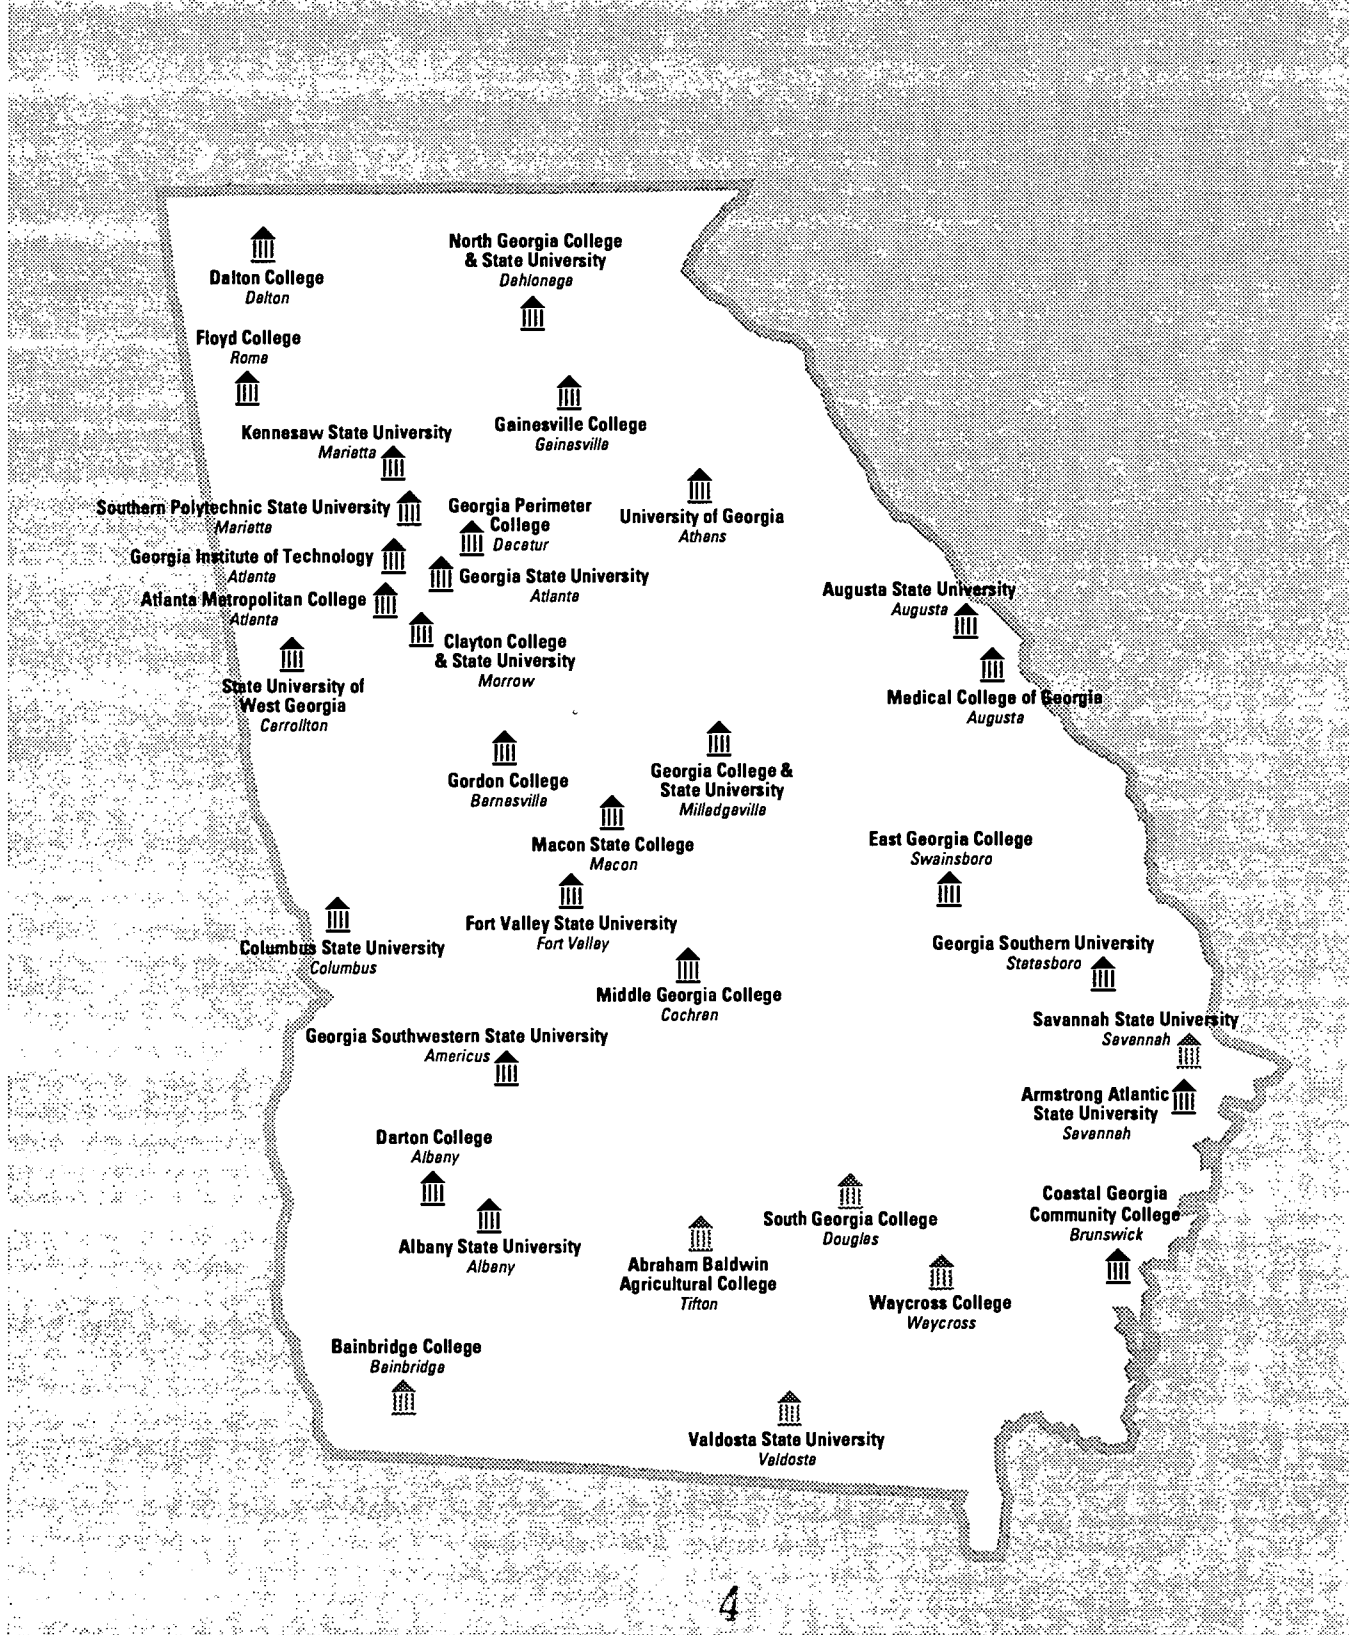 North Georgia College
& State University
Dahlonega
Dalton College
Dalton
Floyd College
Rome
Gainesville College
Gainesville
Kennesaw State University
Marietta
Southern Polytechnic State University
Marietta
Georgia Perimeter
College
Decatur
University of Georgia
Athens
Georgia Institute of Technology
Atlanta
Georgia State University
Atlanta
Atlanta Metropolitan College
Atlanta
Augusta State University
Augusta
Clayton College
& State University
Morrow
State University of
West Georgia
Carrollton
Medical College of Georgia
Augusta
Gordon College
Barnesville
Georgia College &
State University
Milledgeville
Macon State College
Macon
East Georgia College
Swainsboro
Fort Valley State University
Fort Valley
Columbus State University
Columbus
Georgia Southern University
Statesboro
Middle Georgia College
Cochran
Savannah State University
Savannah
Georgia Southwestern State University
Americus
Armstrong Atlantic
State University
Savannah
Darton College
Albany
Coastal Georgia
Community College
Brunswick
South Georgia College
Douglas
Albany State University
Albany
Abraham Baldwin
Agricultural College
Tifton
Waycross College
Waycross
Bainbridge College
Bainbridge
Valdosta State University
Valdosta
4